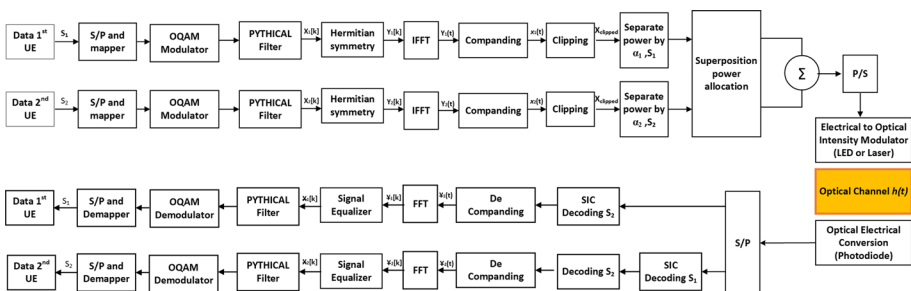 Data 1st UE
S₁
S/P and mapper
OQAM Modulator
PYTHICAL Filter
X₁[k]
Hermitian symmetry
Y₁[k]
IFFT
Y₁(t)
Companding
x₁(t)
Clipping
Xclipped
Separate power by α₁ ,S₁
Superposition power allocation
Σ
P/S
Data 2nd UE
S₂
S/P and mapper
OQAM Modulator
PYTHICAL Filter
X₂[k]
Hermitian symmetry
Y₂[k]
IFFT
Y₂(t)
Companding
x₂(t)
Clipping
Xclipped
Separate power by α₂ ,S₂
Electrical to Optical Intensity Modulator (LED or Laser)
Optical Channel h(t)
Optical Electrical Conversion (Photodiode)
S/P
Data 1st UE
S₁
S/P and Demapper
OQAM Demodulator
PYTHICAL Filter
Signal Equalizer
FFT
De Companding
SIC Decoding S₂
Data 2nd UE
S₂
S/P and Demapper
OQAM Demodulator
PYTHICAL Filter
Signal Equalizer
FFT
De Companding
Decoding S₂
SIC Decoding S₁